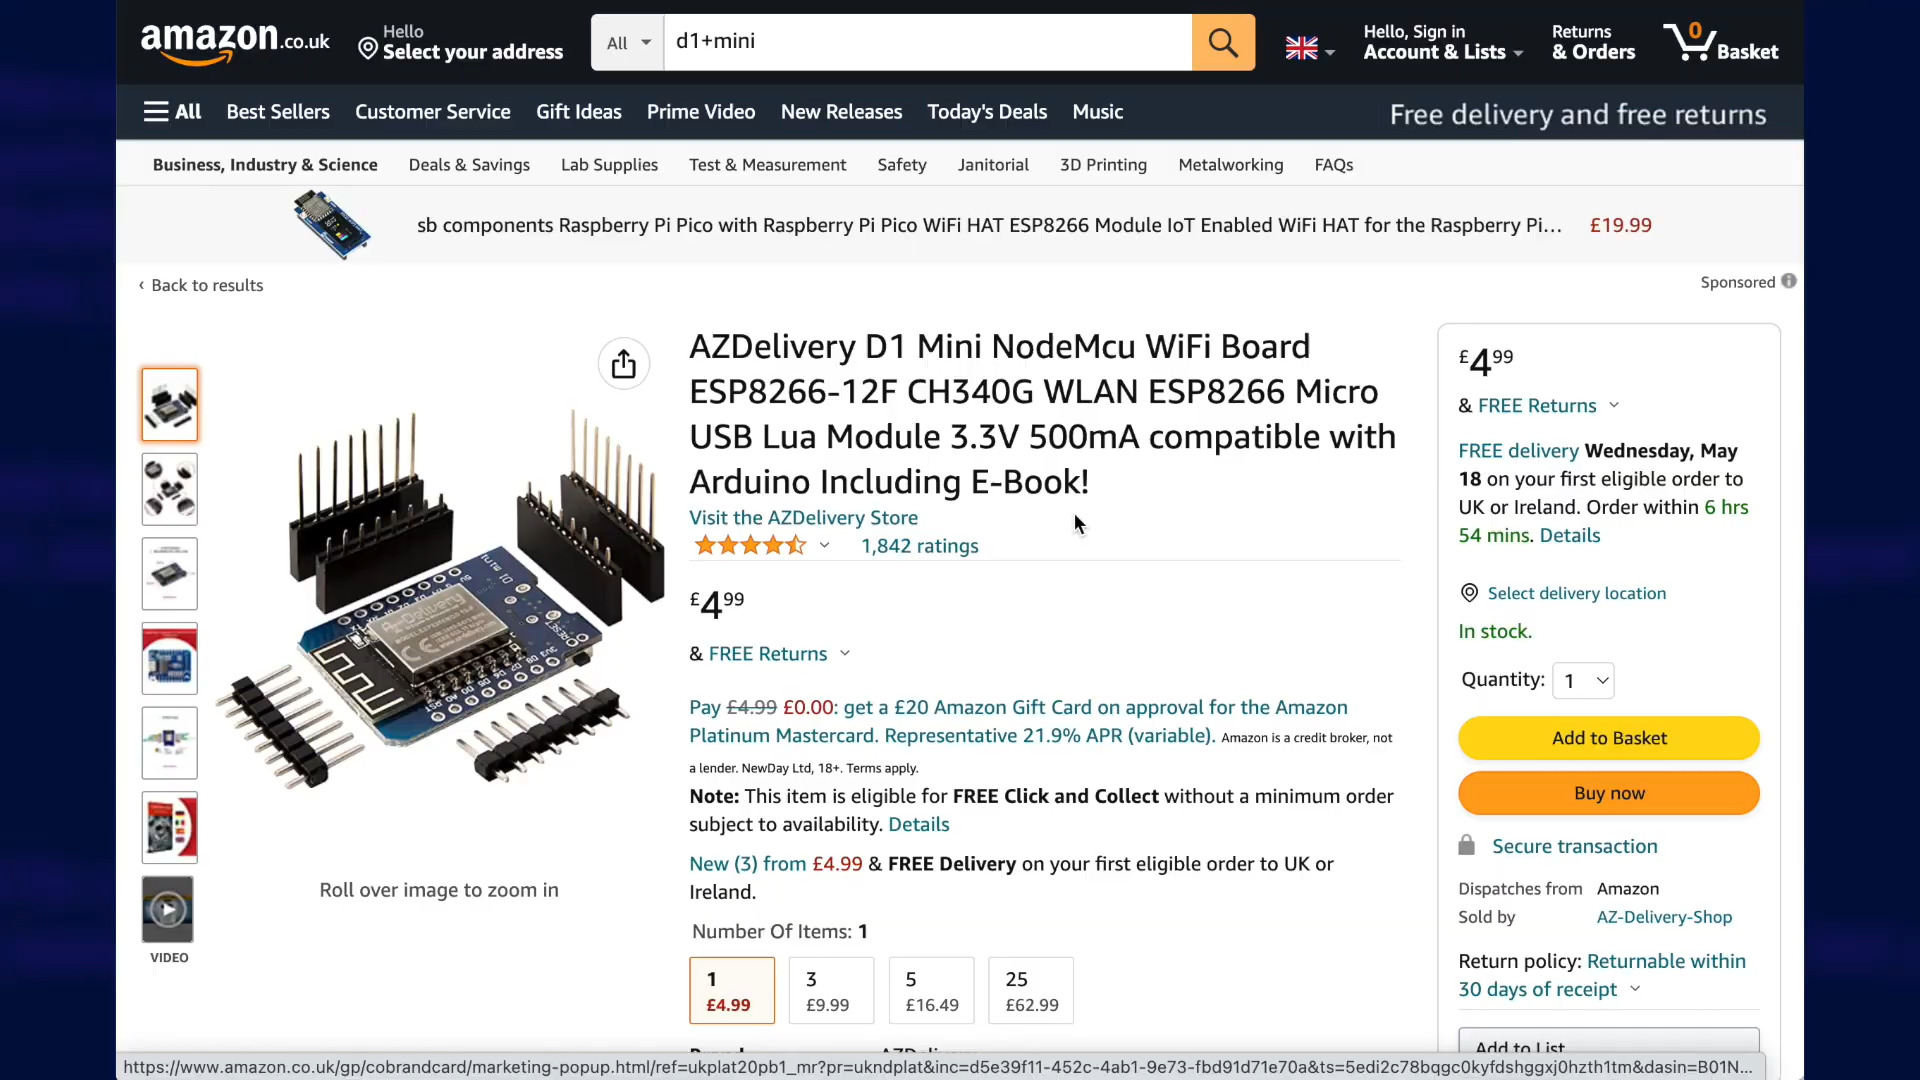 amazon.co.uk
Hello
Select your address
All
d1+mini
Hello, Sign in
Account & Lists
Returns
& Orders
0
Basket
All
Best Sellers
Customer Service
Gift Ideas
Prime Video
New Releases
Today's Deals
Music
Free delivery and free returns
Business, Industry & Science
Deals & Savings
Lab Supplies
Test & Measurement
Safety
Janitorial
3D Printing
Metalworking
FAQs
sb components Raspberry Pi Pico with Raspberry Pi Pico WiFi HAT ESP8266 Module IoT Enabled WiFi HAT for the Raspberry Pi…
£19.99
‹ Back to results
Sponsored
AZDelivery D1 Mini NodeMcu WiFi Board
ESP8266-12F CH340G WLAN ESP8266 Micro
USB Lua Module 3.3V 500mA compatible with
Arduino Including E-Book!
Visit the AZDelivery Store
1,842 ratings
£4.99
& FREE Returns
Pay £4.99 £0.00: get a £20 Amazon Gift Card on approval for the Amazon
Platinum Mastercard. Representative 21.9% APR (variable). Amazon is a credit broker, not
a lender. NewDay Ltd, 18+. Terms apply.
Note: This item is eligible for FREE Click and Collect without a minimum order
subject to availability. Details
New (3) from £4.99 & FREE Delivery on your first eligible order to UK or
Ireland.
Number Of Items: 1
1
£4.99
3
£9.99
5
£16.49
25
£62.99
Brand
AZDelivery
Roll over image to zoom in
VIDEO
£4.99
& FREE Returns
FREE delivery Wednesday, May
18 on your first eligible order to
UK or Ireland. Order within 6 hrs
54 mins. Details
Select delivery location
In stock.
Quantity: 1
Add to Basket
Buy now
Secure transaction
Dispatches from Amazon
Sold by AZ-Delivery-Shop
Return policy: Returnable within
30 days of receipt
Add to List
https://www.amazon.co.uk/gp/cobrandcard/marketing-popup.html/ref=ukplat20pb1_mr?pr=ukndplat&inc=d5e39f11-452c-4ab1-9e73-fbd91d71e70a&ts=5edi2c78bqgc0kyfdshggxj0hzth1tm&dasin=B01N...